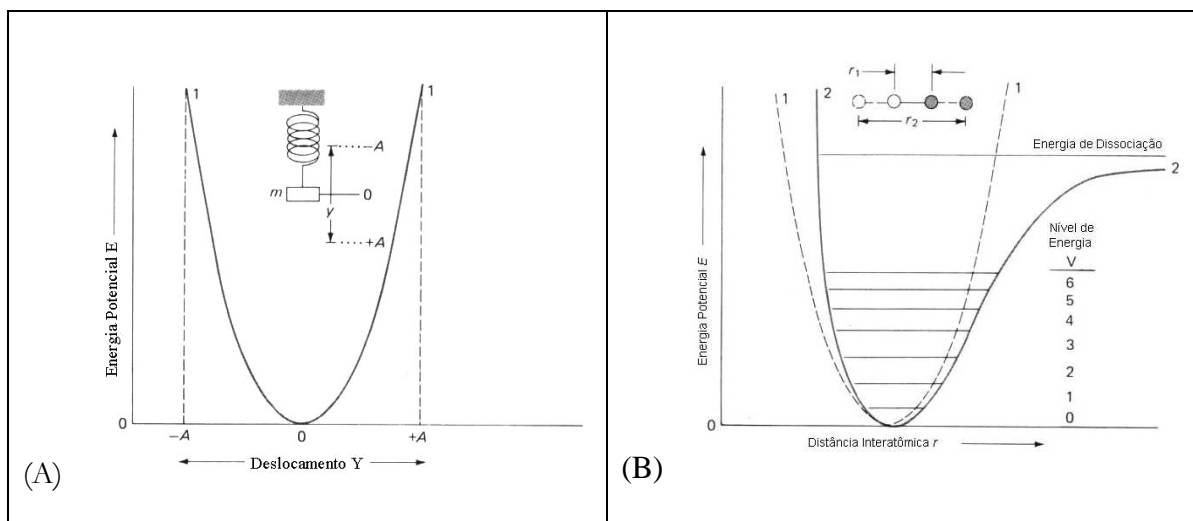 1
1
-A
m
0
y
+A
Energia Potencial E
0
-A
0
+A
Deslocamento Y
(A)
r₁
r₂
1
2
1
Energia de Dissociação
2
Nível de
Energia
V
6
5
4
3
2
1
0
Energia Potencial E
0
Distância Interatômica r
(B)